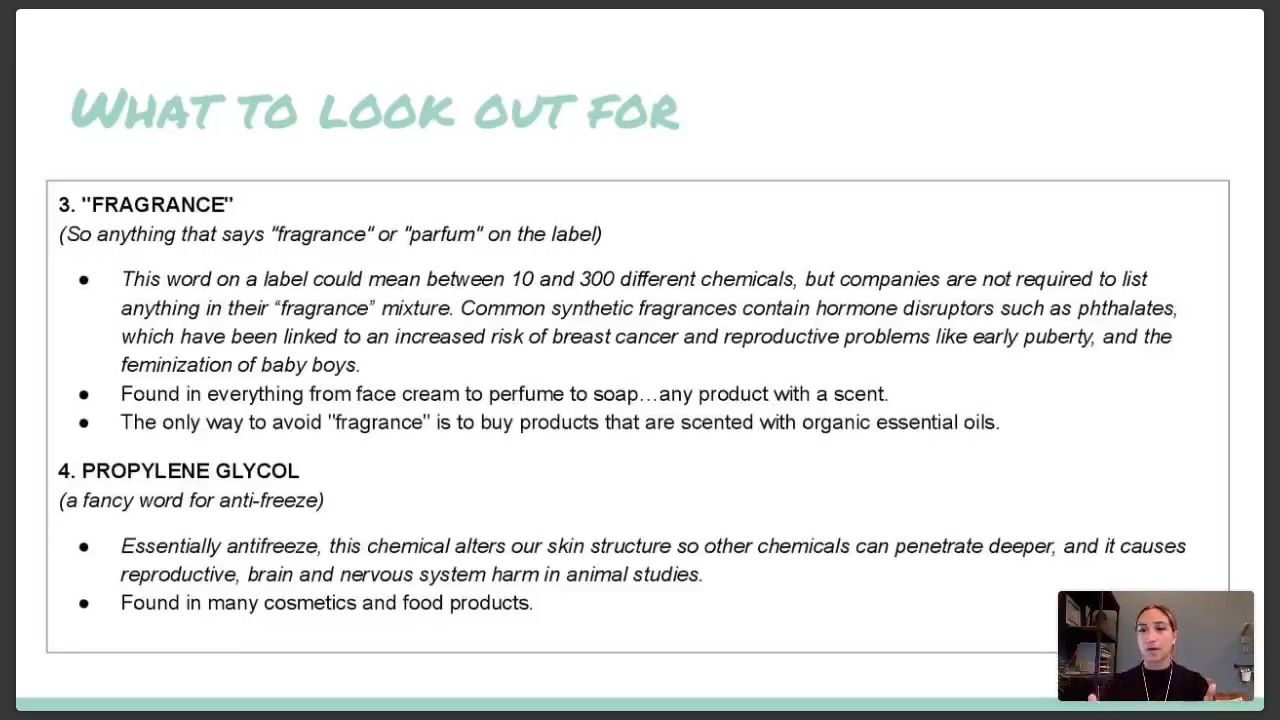 WHAT TO LOOK OUT FOR
3. "FRAGRANCE"
(So anything that says "fragrance" or "parfum" on the label)
● This word on a label could mean between 10 and 300 different chemicals, but companies are not required to list
anything in their “fragrance” mixture. Common synthetic fragrances contain hormone disruptors such as phthalates,
which have been linked to an increased risk of breast cancer and reproductive problems like early puberty, and the
feminization of baby boys.
● Found in everything from face cream to perfume to soap…any product with a scent.
● The only way to avoid "fragrance" is to buy products that are scented with organic essential oils.
4. PROPYLENE GLYCOL
(a fancy word for anti-freeze)
● Essentially antifreeze, this chemical alters our skin structure so other chemicals can penetrate deeper, and it causes
reproductive, brain and nervous system harm in animal studies.
● Found in many cosmetics and food products.